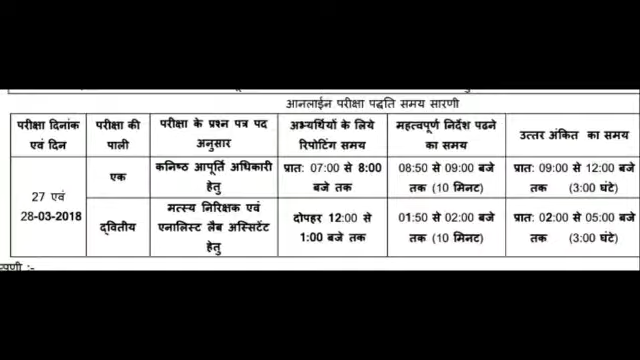 आनलाईन परीक्षा पद्धति समय सारणी
परीक्षा दिनांक एवं दिन
परीक्षा की पाली
परीक्षा के प्रश्न पत्र पद अनुसार
अभ्यर्थियों के लिये रिपोटिंग समय
महत्वपूर्ण निर्देश पढने का समय
उत्तर अंकित का समय
27 एवं 28-03-2018
एक
कनिष्ठ आपूर्ति अधिकारी हेतु
प्रात: 07:00 से 8:00 बजे तक
08:50 से 09:00 बजे तक (10 मिनट)
प्रात: 09:00 से 12:00 बजे तक (3:00 घंटे)
द्वितीय
मत्स्य निरिक्षक एवं एनालिस्ट लैब अस्टिटेंट हेतु
दोपहर 12:00 से 1:00 बजे तक
01:50 से 02:00 बजे तक (10 मिनट)
प्रात: 02:00 से 05:00 बजे तक (3:00 घंटे)